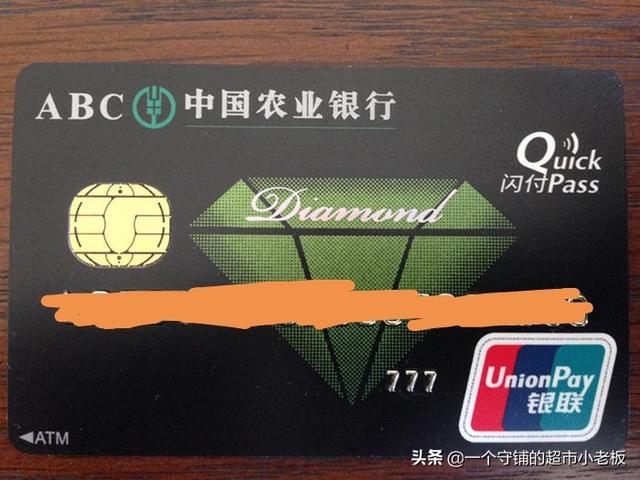 ABC 中国农业银行
Quick
闪付Pass
Diamond
777
UnionPay
银联
◀ATM
头条 @一个守铺的超市小老板